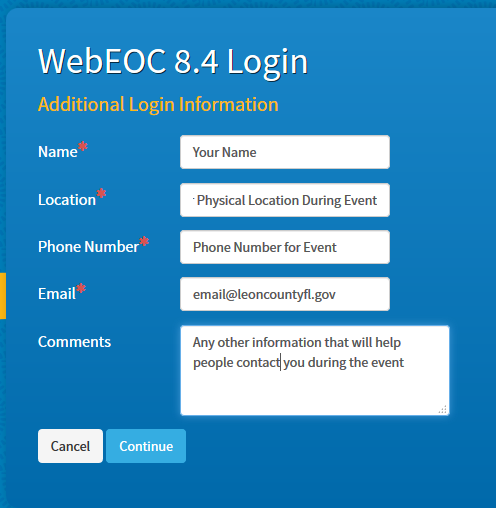 WebEOC 8.4 Login
Additional Login Information
Name* Your Name
Location* Physical Location During Event
Phone Number* Phone Number for Event
Email* email@leoncountyfl.gov
Comments Any other information that will help
people contact you during the event
Cancel Continue